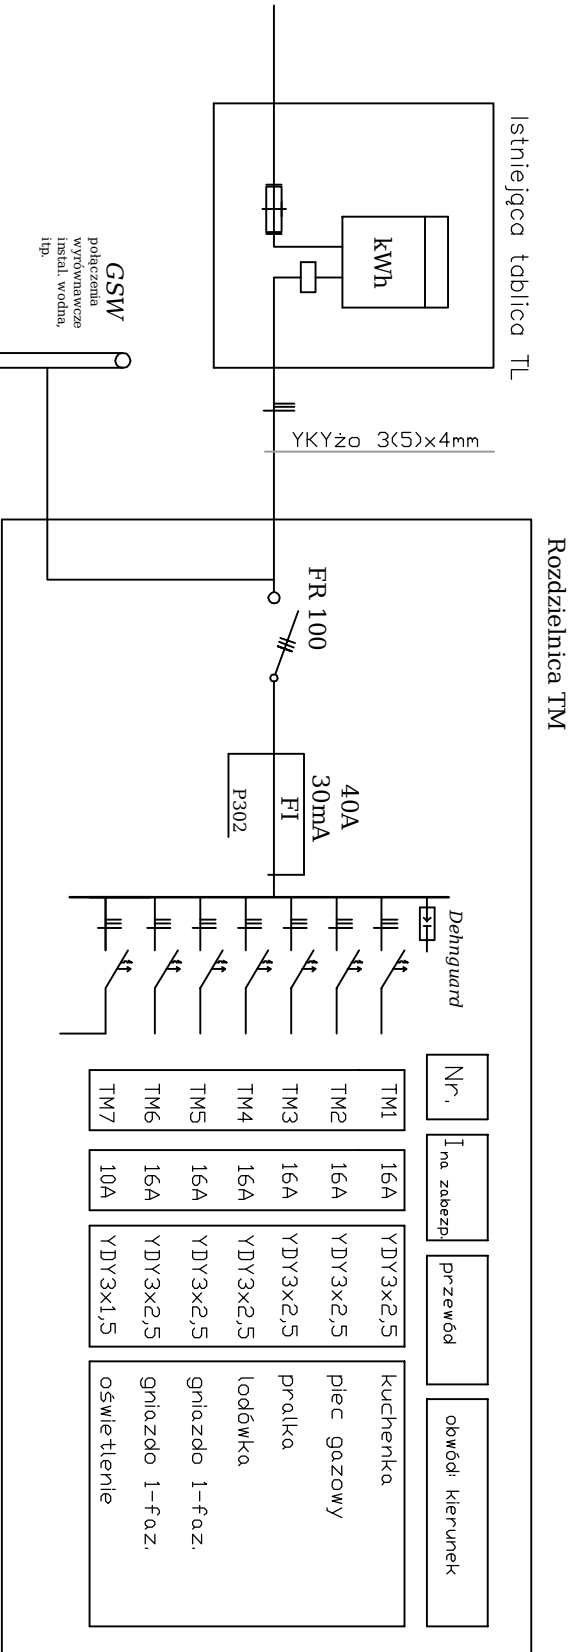 Istniejąca tablica TL
kWh
GSW
połączenia
wyrównawcze
instal. wodna,
itp.
YKYżo 3(5)x4mm
Rozdzielnica TM
FR 100
40A
30mA
FI
P302
Dehnguard
Nr. I na zabezp. przewód obwód: kierunek
TM1 16A YDY3x2,5 kuchenka
TM2 16A YDY3x2,5 piec gazowy
TM3 16A YDY3x2,5 pralka
TM4 16A YDY3x2,5 lodówka
TM5 16A YDY3x2,5 gniazdo 1-faz.
TM6 16A YDY3x2,5 gniazdo 1-faz.
TM7 10A YDY3x1,5 oświetlenie